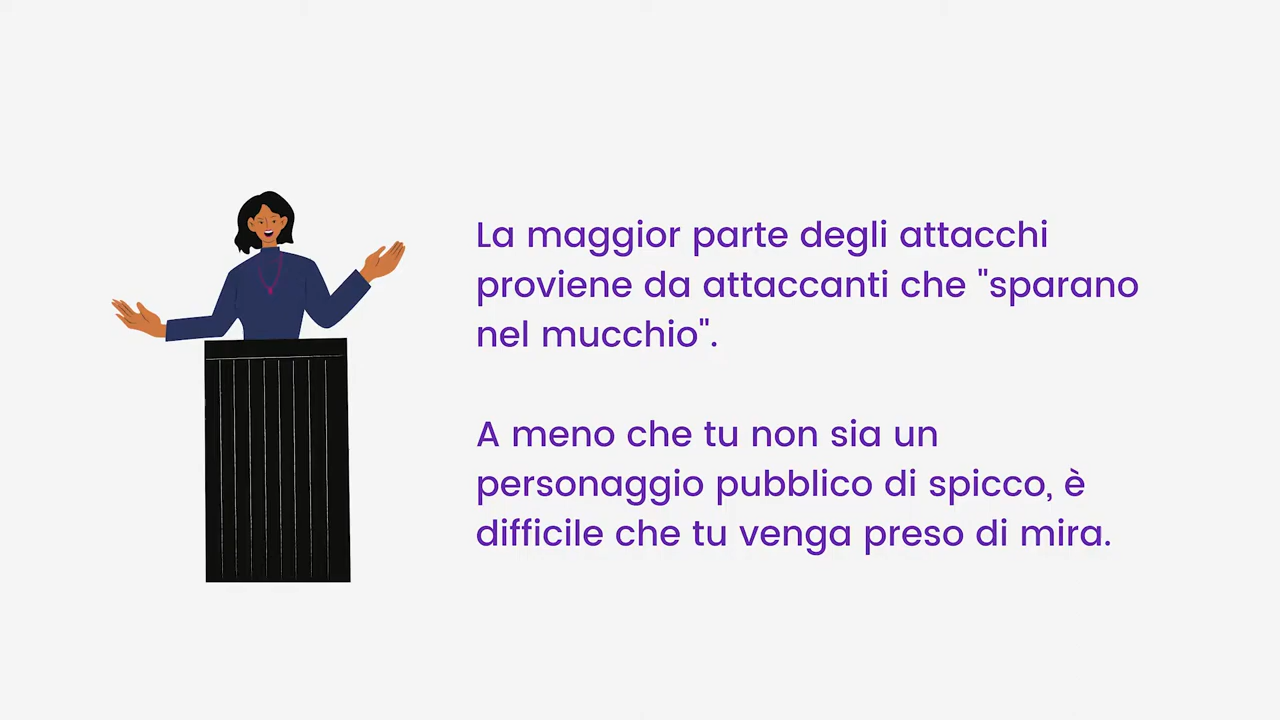 La maggior parte degli attacchi
proviene da attaccanti che "sparano
nel mucchio".
A meno che tu non sia un
personaggio pubblico di spicco, è
difficile che tu venga preso di mira.